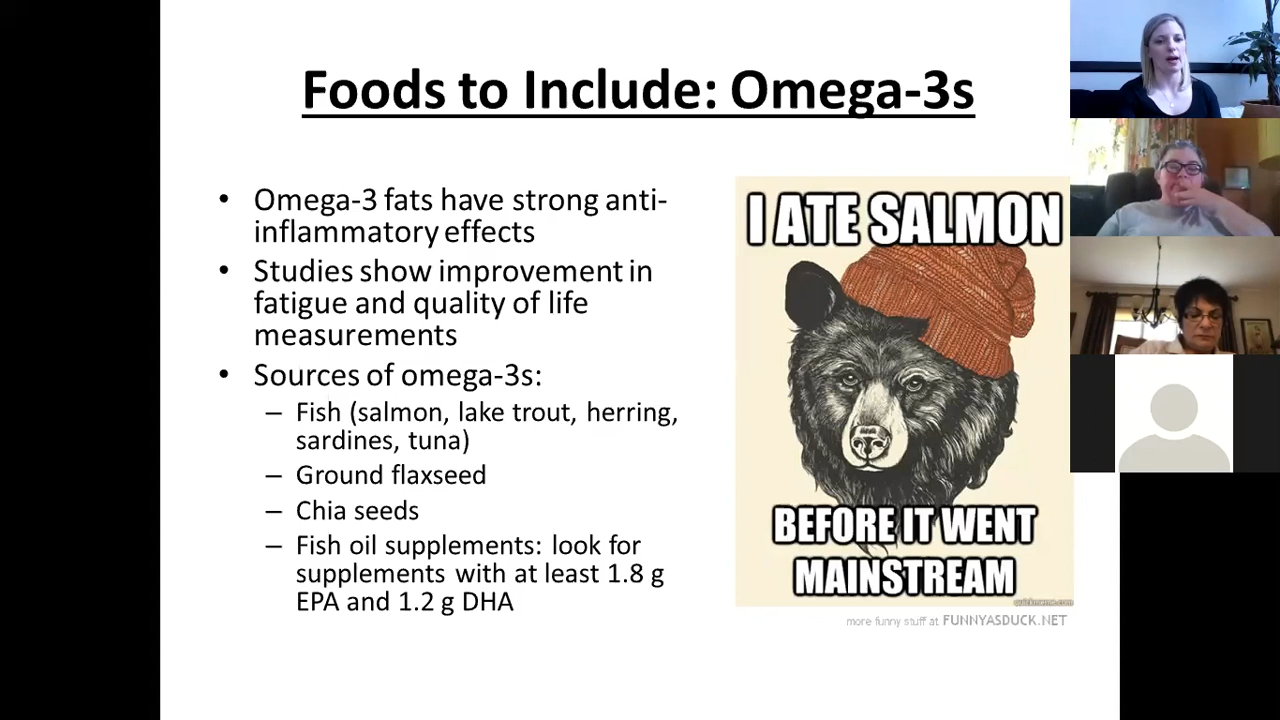 Foods to Include: Omega-3s
• Omega-3 fats have strong anti-
inflammatory effects
• Studies show improvement in
fatigue and quality of life
measurements
• Sources of omega-3s:
– Fish (salmon, lake trout, herring,
sardines, tuna)
– Ground flaxseed
– Chia seeds
– Fish oil supplements: look for
supplements with at least 1.8 g
EPA and 1.2 g DHA
I ATE SALMON
BEFORE IT WENT
MAINSTREAM
quickmeme.com
more funny stuff at FUNNYASDUCK.NET